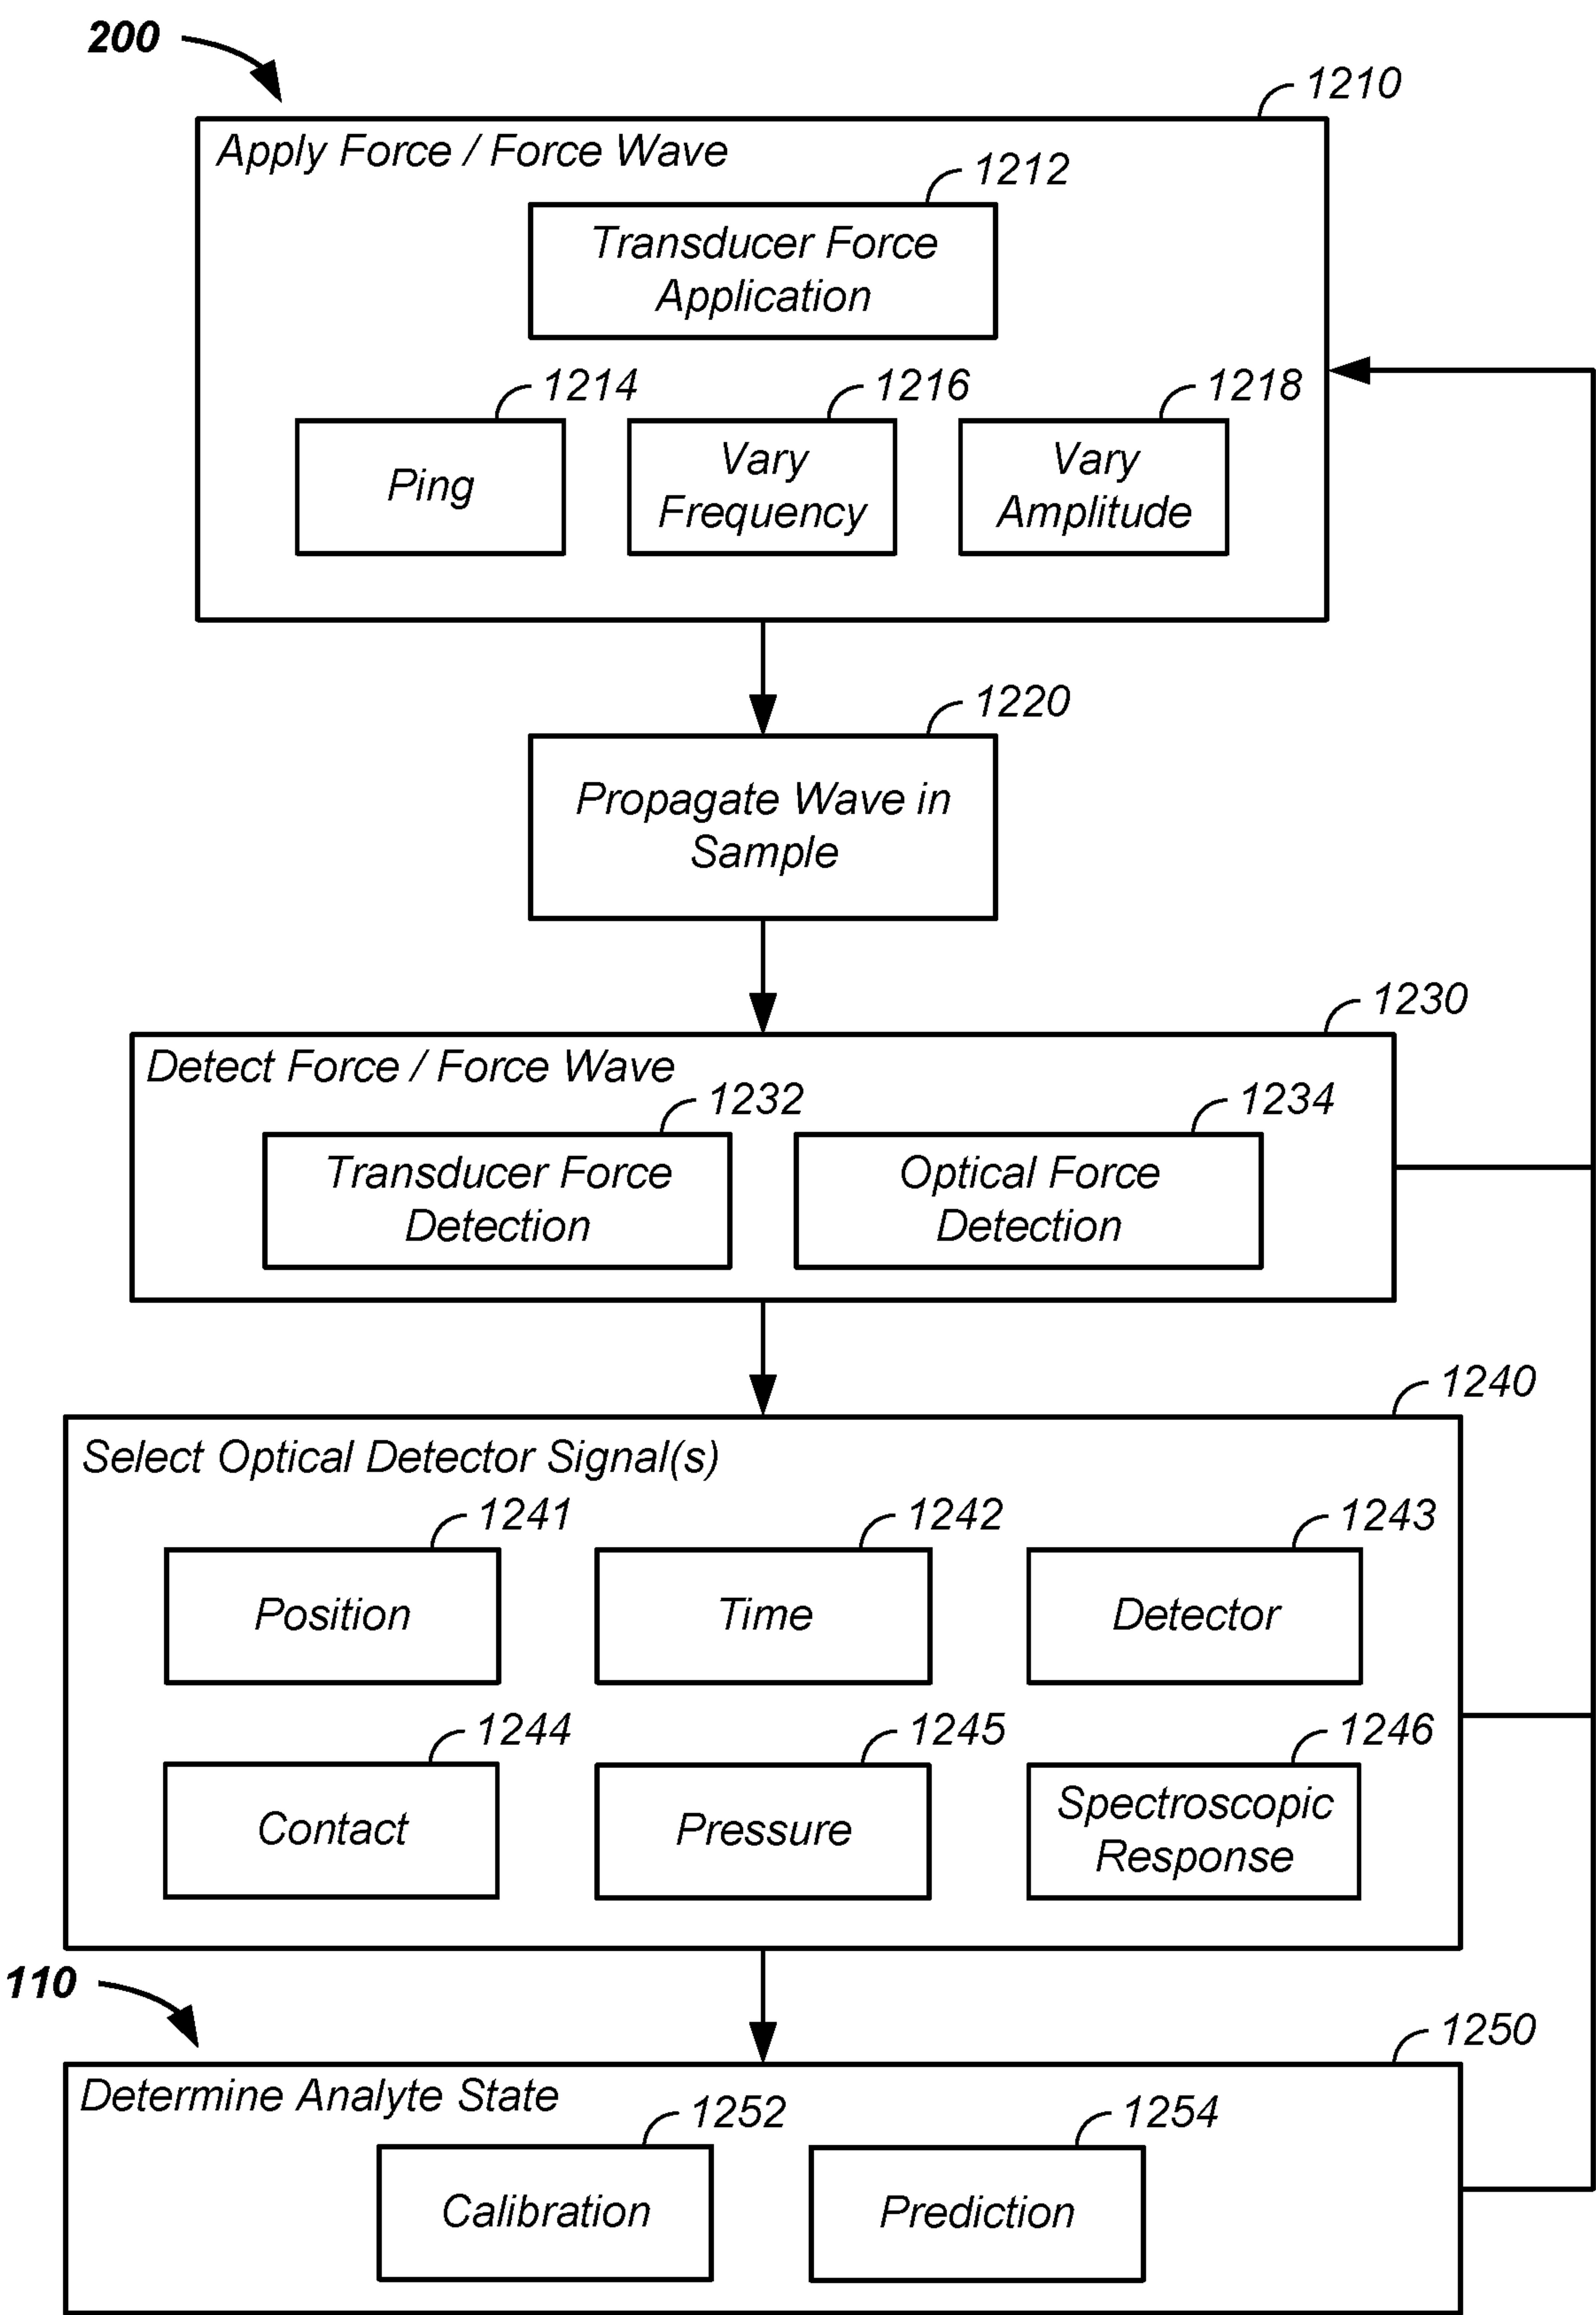 200
1210
Apply Force / Force Wave
1212
Transducer Force
Application
1214
1216
1218
Ping
Vary
Frequency
Vary
Amplitude
1220
Propagate Wave in
Sample
1230
Detect Force / Force Wave
1232
1234
Transducer Force
Detection
Optical Force
Detection
1240
Select Optical Detector Signal(s)
1241
1242
1243
Position
Time
Detector
1244
1245
1246
Contact
Pressure
Spectroscopic
Response
110
1250
Determine Analyte State
1252
1254
Calibration
Prediction